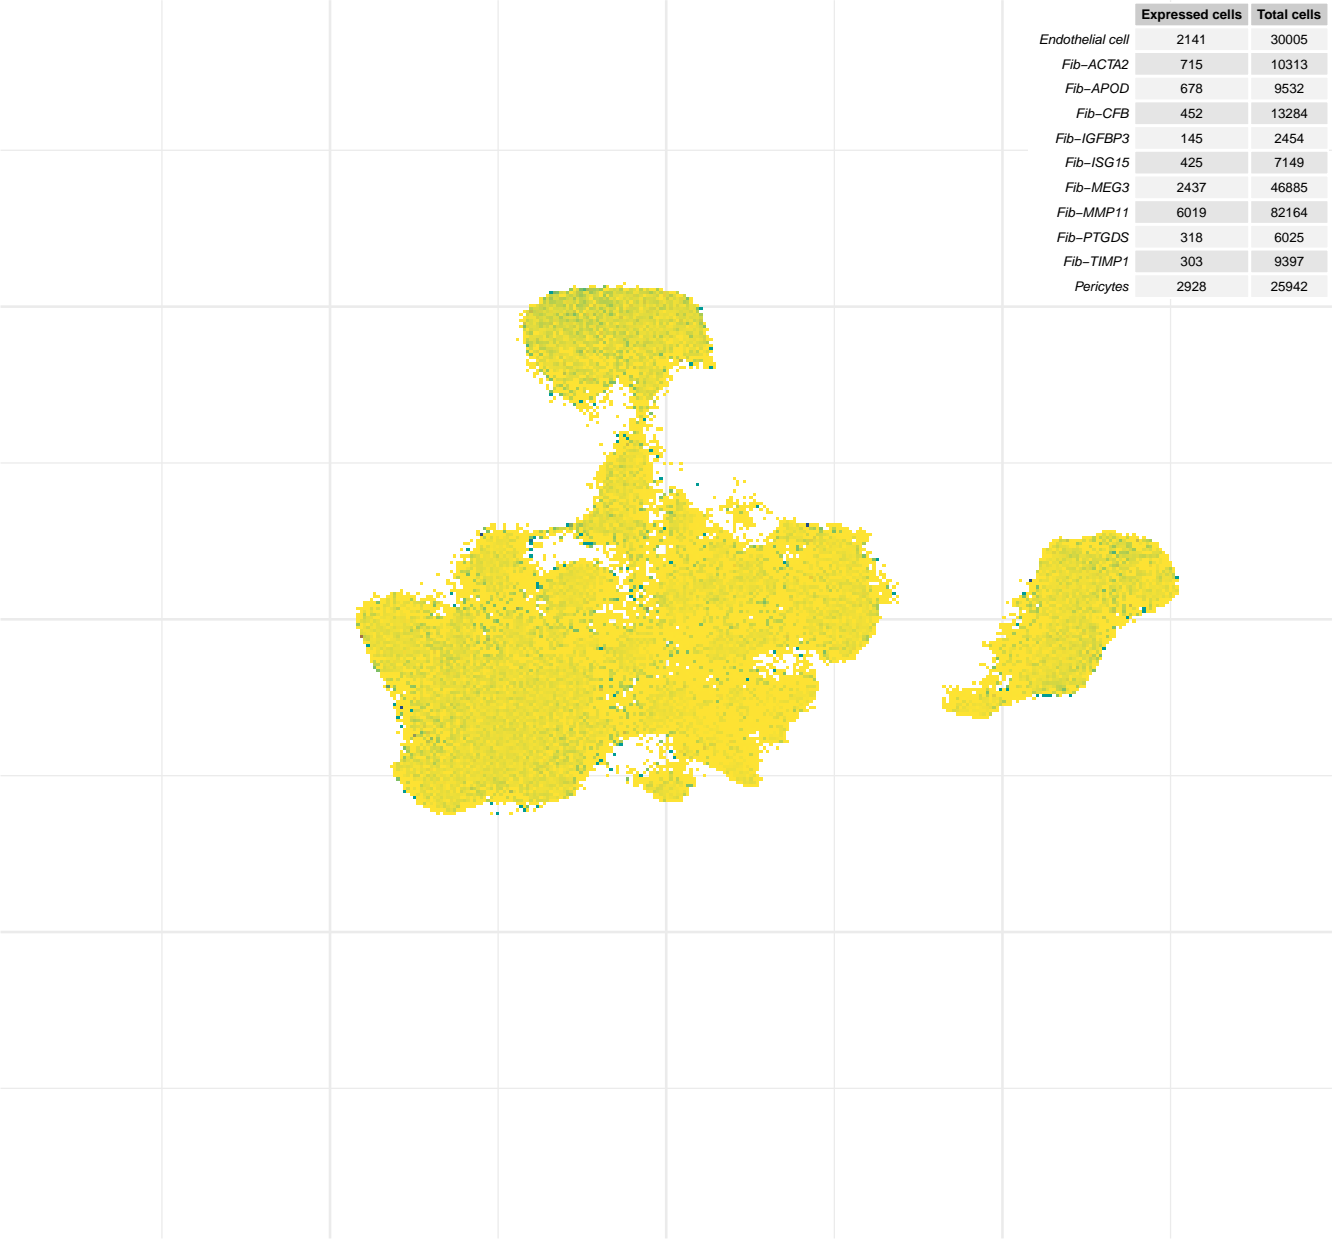 Expressed cells Total cells
Endothelial cell 2141 30005
Fib−ACTA2 715 10313
Fib−APOD 678 9532
Fib−CFB 452 13284
Fib−IGFBP3 145 2454
Fib−ISG15 425 7149
Fib−MEG3 2437 46885
Fib−MMP11 6019 82164
Fib−PTGDS 318 6025
Fib−TIMP1 303 9397
Pericytes 2928 25942